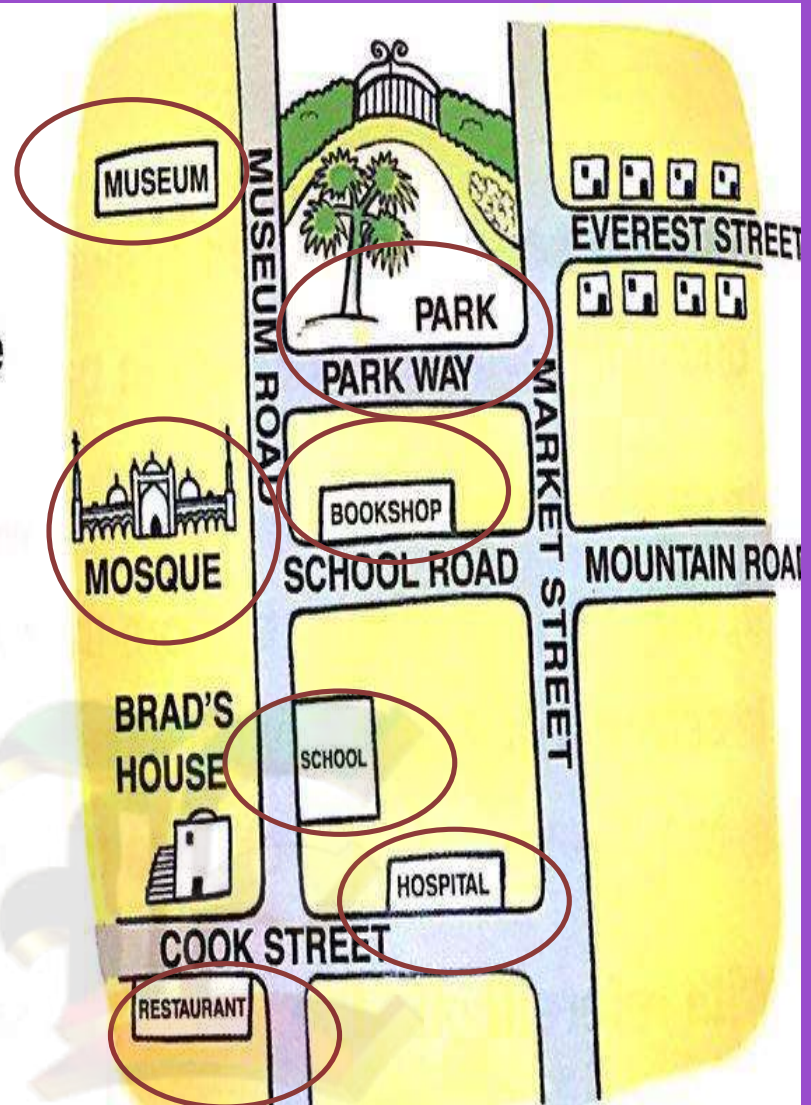 MUSEUM
MUSEUM ROAD
PARK
EVEREST STREET
PARK WAY
MARKET STREET
BOOKSHOP
MOSQUE
SCHOOL ROAD
MOUNTAIN ROAD
BRAD'S
HOUSE
SCHOOL
HOSPITAL
COOK STREET
RESTAURANT